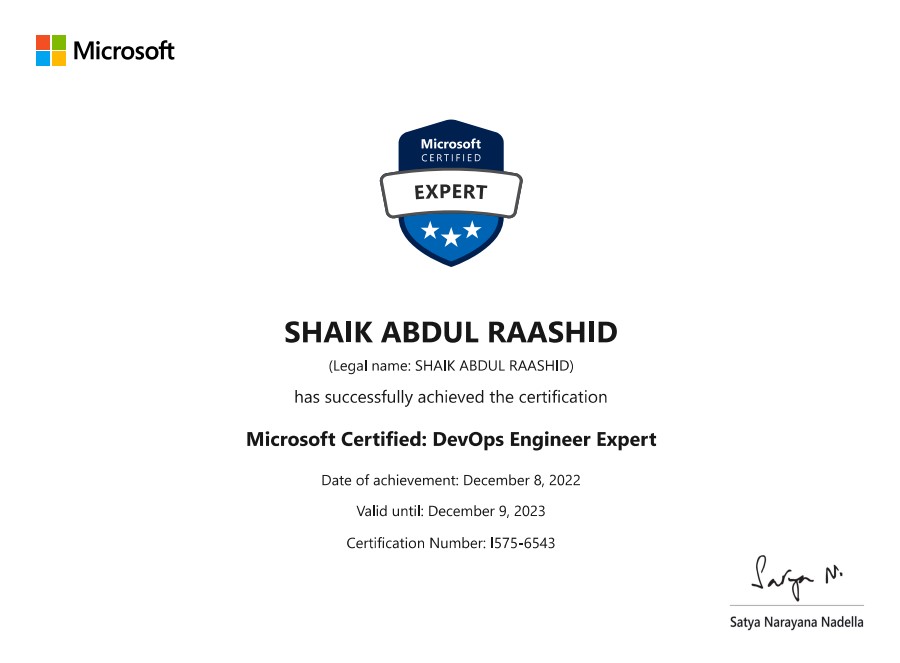 Microsoft
Microsoft
CERTIFIED
EXPERT
SHAIK ABDUL RAASHID
(Legal name: SHAIK ABDUL RAASHID)
has successfully achieved the certification
Microsoft Certified: DevOps Engineer Expert
Date of achievement: December 8, 2022
Valid until: December 9, 2023
Certification Number: I575-6543
Satya N.
Satya Narayana Nadella